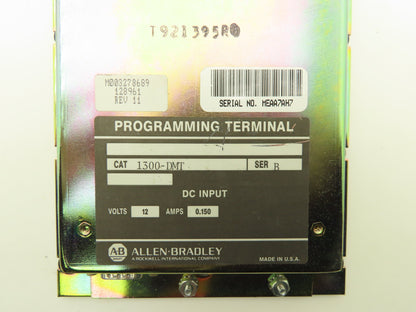 T921395R0
M003278689
128961
REV 11
SERIAL NO. MEAA7AH7
PROGRAMMING TERMINAL
CAT 1300-DMT SER B
DC INPUT
VOLTS 12 AMPS 0.150
AB ALLEN-BRADLEY
A ROCKWELL INTERNATIONAL COMPANY
MADE IN U.S.A.